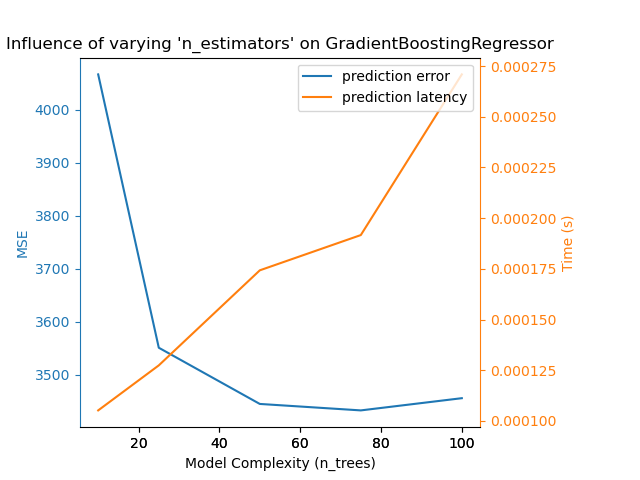 Influence of varying 'n_estimators' on GradientBoostingRegressor
prediction error
prediction latency
MSE
4000
3900
3800
3700
3600
3500
0.000275
0.000250
0.000225
0.000200
0.000175
0.000150
0.000125
0.000100
Time (s)
20 40 60 80 100
Model Complexity (n_trees)